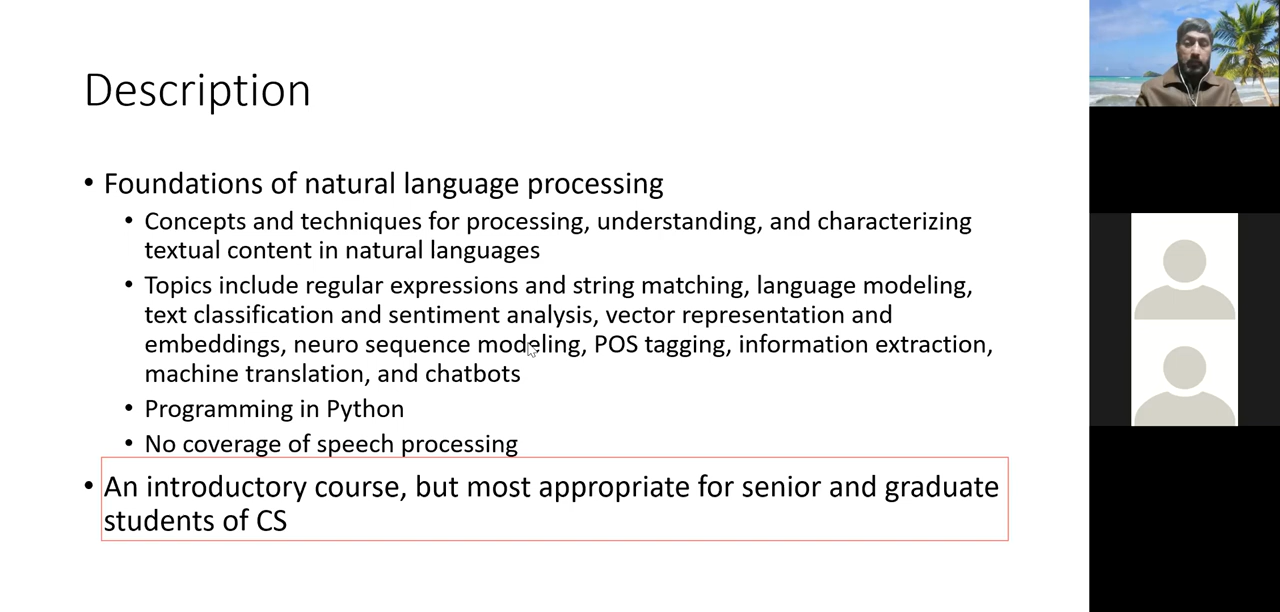 Description
• Foundations of natural language processing
• Concepts and techniques for processing, understanding, and characterizing
textual content in natural languages
• Topics include regular expressions and string matching, language modeling,
text classification and sentiment analysis, vector representation and
embeddings, neuro sequence modeling, POS tagging, information extraction,
machine translation, and chatbots
• Programming in Python
• No coverage of speech processing
• An introductory course, but most appropriate for senior and graduate
students of CS